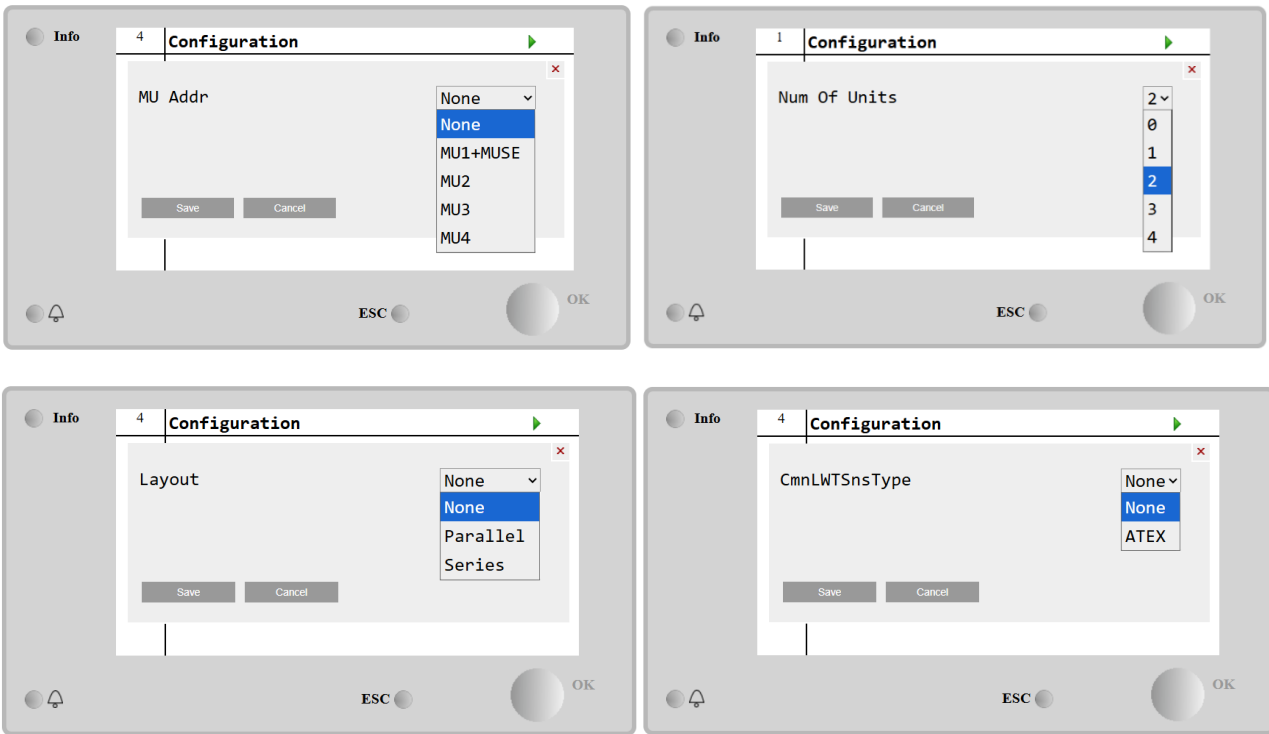 Info
4 Configuration
MU Addr
None
None
MU1+MUSE
MU2
MU3
MU4
Save Cancel
ESC
OK
Info
1 Configuration
Num Of Units
2
0
1
2
3
4
Save Cancel
ESC
OK
Info
4 Configuration
Layout
None
None
Parallel
Series
Save Cancel
ESC
OK
Info
4 Configuration
CmnLWTSnsType
None
None
ATEX
Save Cancel
ESC
OK